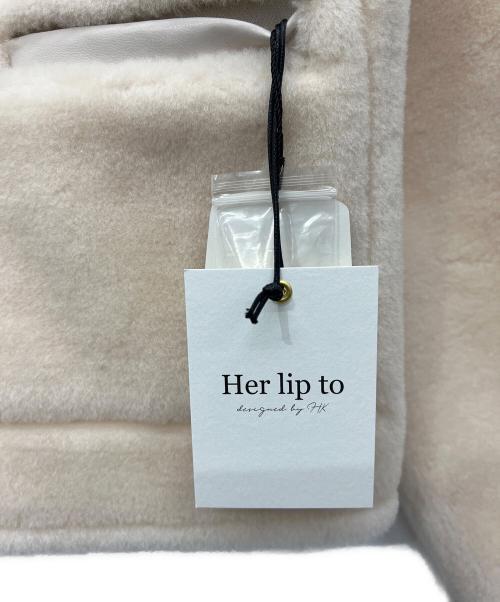 Her lip to
designed by HK